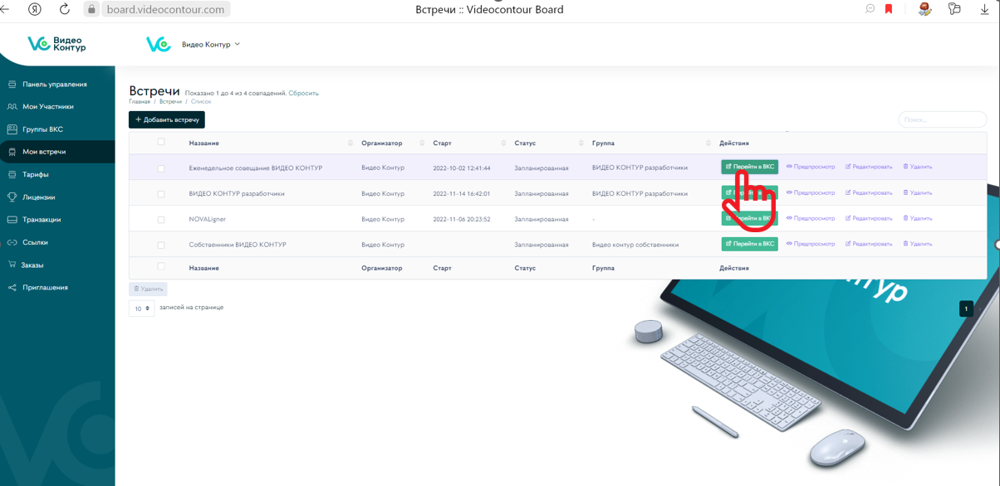 board.videocontour.com
Встречи :: Videocontour Board
Видео Контур
Видео Контур
Панель управления
Мои Участники
Группы ВКС
Мои встречи
Тарифы
Лицензии
Транзакции
Ссылки
Заказы
Приглашения
Встречи Показано 1 до 4 из 4 совпадений. Сбросить
Главная / Встречи / Список
+ Добавить встречу
Поиск...
Название Организатор Старт Статус Группа Действия
Еженедельное совещание ВИДЕО КОНТУР Видео Контур 2022-10-02 12:41:44 Запланированная ВИДЕО КОНТУР разработчики Перейти в ВКС Предпросмотр Редактировать Удалить
ВИДЕО КОНТУР разработчики Видео Контур 2022-11-14 16:42:01 Запланированная ВИДЕО КОНТУР разработчики Предпросмотр Редактировать Удалить
NOVALigner Видео Контур 2022-11-06 20:23:52 Запланированная - Перейти в ВКС Предпросмотр Редактировать Удалить
Собственники ВИДЕО КОНТУР Видео Контур Запланированная Видео контур собственники Перейти в ВКС Предпросмотр Редактировать Удалить
Название Организатор Старт Статус Группа Действия
Удалить
10 записей на странице
1